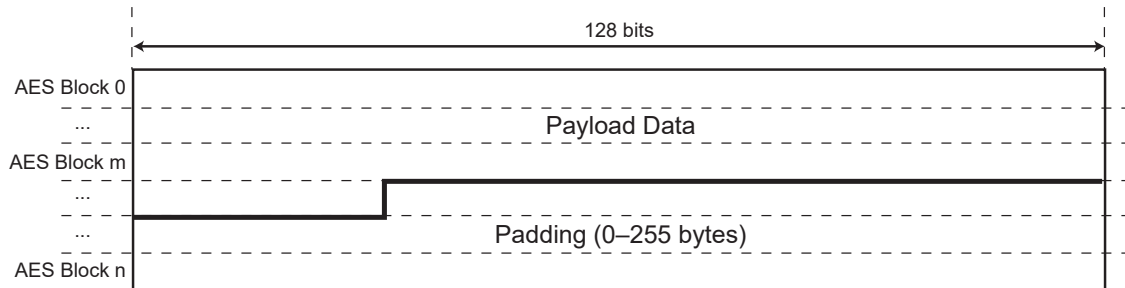 128 bits
AES Block 0
...
Payload Data
AES Block m
...
...
Padding (0–255 bytes)
AES Block n